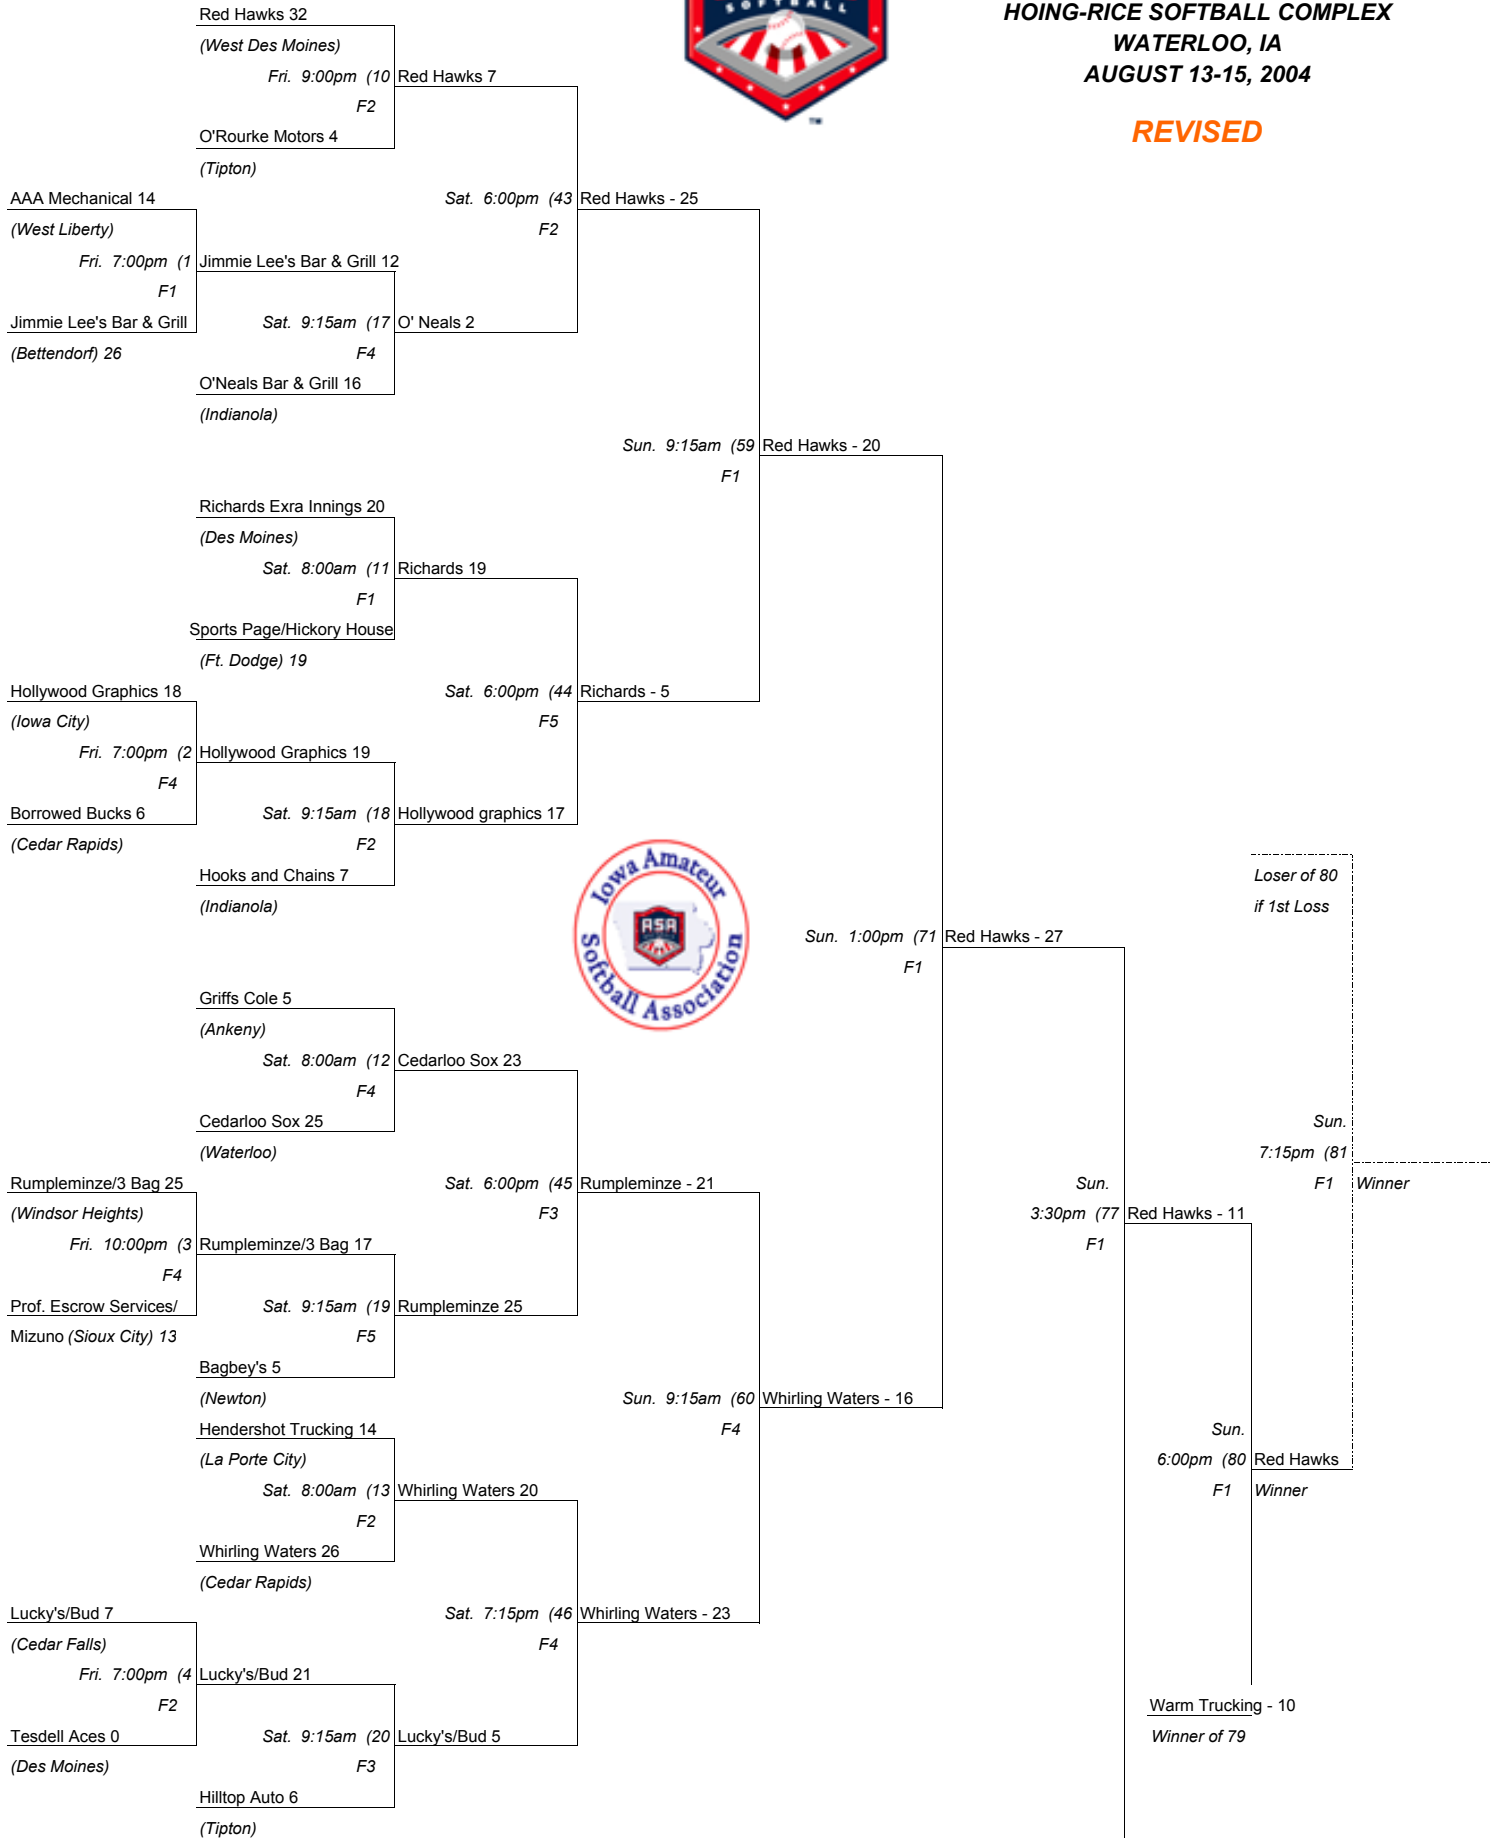 SOFTBALL
TM
HOING-RICE SOFTBALL COMPLEX
WATERLOO, IA
AUGUST 13-15, 2004
REVISED
Red Hawks 32
(West Des Moines)
Fri. 9:00pm (10 Red Hawks 7
F2
O'Rourke Motors 4
(Tipton)
AAA Mechanical 14
Sat. 6:00pm (43 Red Hawks - 25
(West Liberty)
F2
Fri. 7:00pm (1 Jimmie Lee's Bar & Grill 12
F1
Jimmie Lee's Bar & Grill
Sat. 9:15am (17 O' Neals 2
(Bettendorf) 26
F4
O'Neals Bar & Grill 16
(Indianola)
Sun. 9:15am (59 Red Hawks - 20
F1
Richards Exra Innings 20
(Des Moines)
Sat. 8:00am (11 Richards 19
F1
Sports Page/Hickory House
(Ft. Dodge) 19
Hollywood Graphics 18
Sat. 6:00pm (44 Richards - 5
(Iowa City)
F5
Fri. 7:00pm (2 Hollywood Graphics 19
F4
Borrowed Bucks 6
Sat. 9:15am (18 Hollywood graphics 17
(Cedar Rapids)
F2
Hooks and Chains 7
(Indianola)
Iowa Amateur
ASA
Softball Association
Loser of 80
if 1st Loss
Sun. 1:00pm (71 Red Hawks - 27
F1
Griffs Cole 5
(Ankeny)
Sat. 8:00am (12 Cedarloo Sox 23
F4
Cedarloo Sox 25
(Waterloo)
Sun.
7:15pm (81
F1 Winner
Rumpleminze/3 Bag 25
Sat. 6:00pm (45 Rumpleminze - 21
(Windsor Heights)
F3
Sun.
3:30pm (77 Red Hawks - 11
F1
Fri. 10:00pm (3 Rumpleminze/3 Bag 17
F4
Prof. Escrow Services/
Sat. 9:15am (19 Rumpleminze 25
Mizuno (Sioux City) 13
F5
Bagbey's 5
(Newton)
Sun. 9:15am (60 Whirling Waters - 16
F4
Hendershot Trucking 14
(La Porte City)
Sun.
6:00pm (80 Red Hawks
F1 Winner
Sat. 8:00am (13 Whirling Waters 20
F2
Whirling Waters 26
(Cedar Rapids)
Lucky's/Bud 7
Sat. 7:15pm (46 Whirling Waters - 23
(Cedar Falls)
F4
Fri. 7:00pm (4 Lucky's/Bud 21
F2
Warm Trucking - 10
Winner of 79
Tesdell Aces 0
Sat. 9:15am (20 Lucky's/Bud 5
(Des Moines)
F3
Hilltop Auto 6
(Tipton)